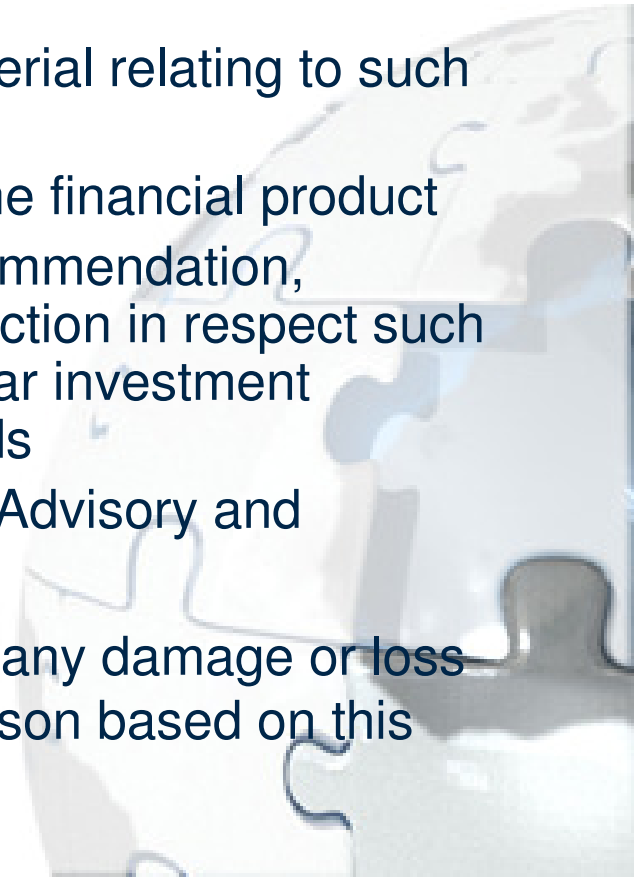 erial relating to such
e financial product
mmendation,
ction in respect such
ar investment
ls
Advisory and
any damage or loss
son based on this